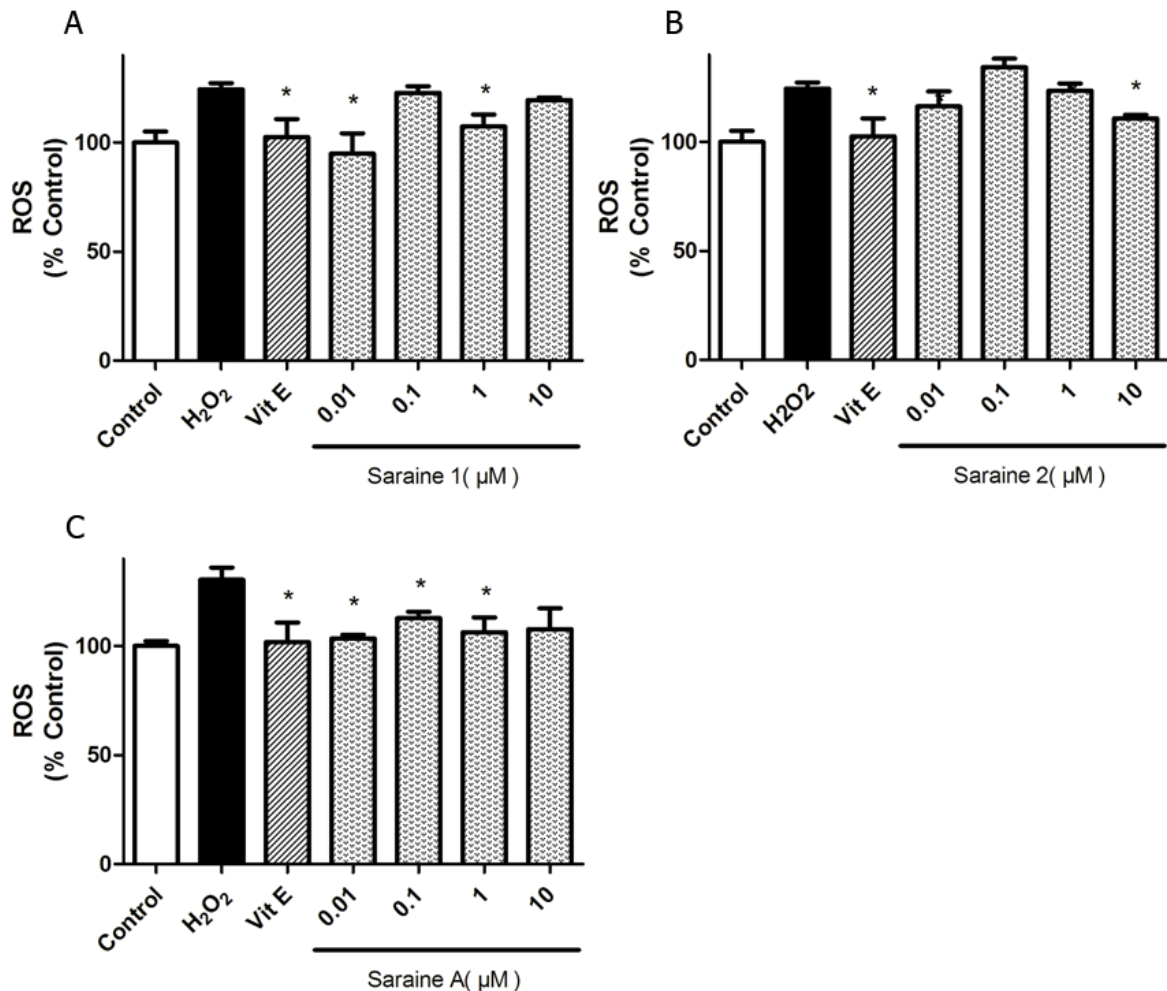 A
ROS
(% Control)
100
50
0
* * *
Control
H₂O₂
Vit E
0.01
0.1
1
10
Saraine 1( µM )
B
ROS
(% Control)
100
50
0
* * *
Control
H2O2
Vit E
0.01
0.1
1
10
Saraine 2( µM )
C
ROS
(% Control)
100
50
0
* * * *
Control
H₂O₂
Vit E
0.01
0.1
1
10
Saraine A( µM )